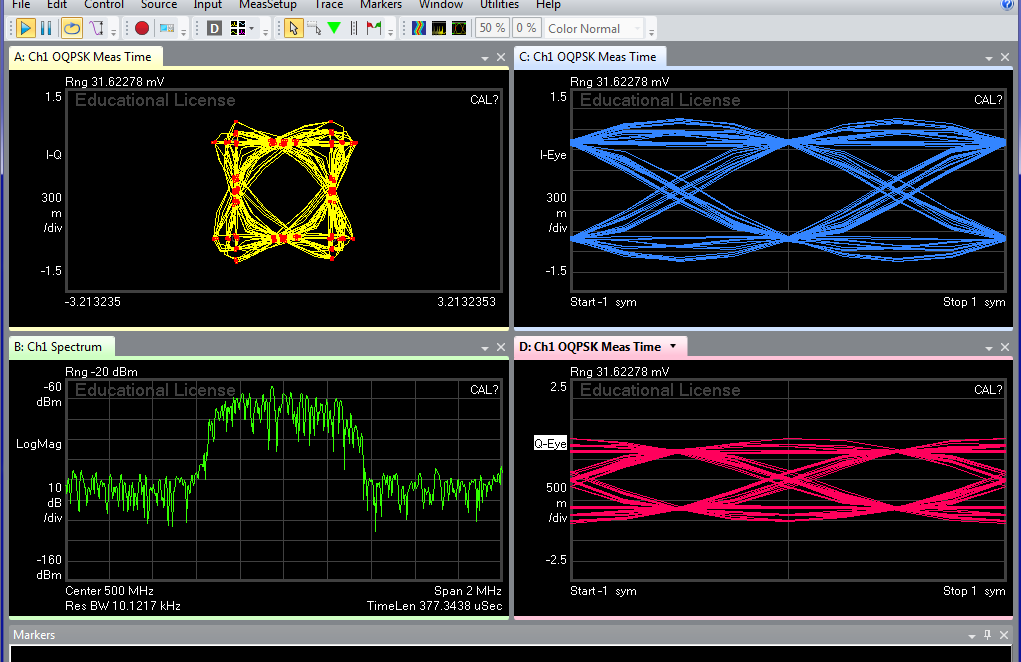 File Edit Control Source Input MeasSetup Trace Markers Window Utilities Help
D 50 % 0 % Color Normal
A: Ch1 OQPSK Meas Time
Rng 31.62278 mV
1.5
Educational License
CAL?
I-Q
300
m
/div
-1.5
-3.213235
3.2132353
C: Ch1 OQPSK Meas Time
Rng 31.62278 mV
1.5
Educational License
CAL?
I-Eye
300
m
/div
-1.5
Start -1 sym
Stop 1 sym
B: Ch1 Spectrum
Rng -20 dBm
-60
dBm
Educational License
CAL?
LogMag
10
dB
/div
-160
dBm
Center 500 MHz
Span 2 MHz
Res BW 10.1217 kHz
TimeLen 377.3438 uSec
D: Ch1 OQPSK Meas Time
Rng 31.62278 mV
2.5
Educational License
CAL?
Q-Eye
500
m
/div
-2.5
Start -1 sym
Stop 1 sym
Markers